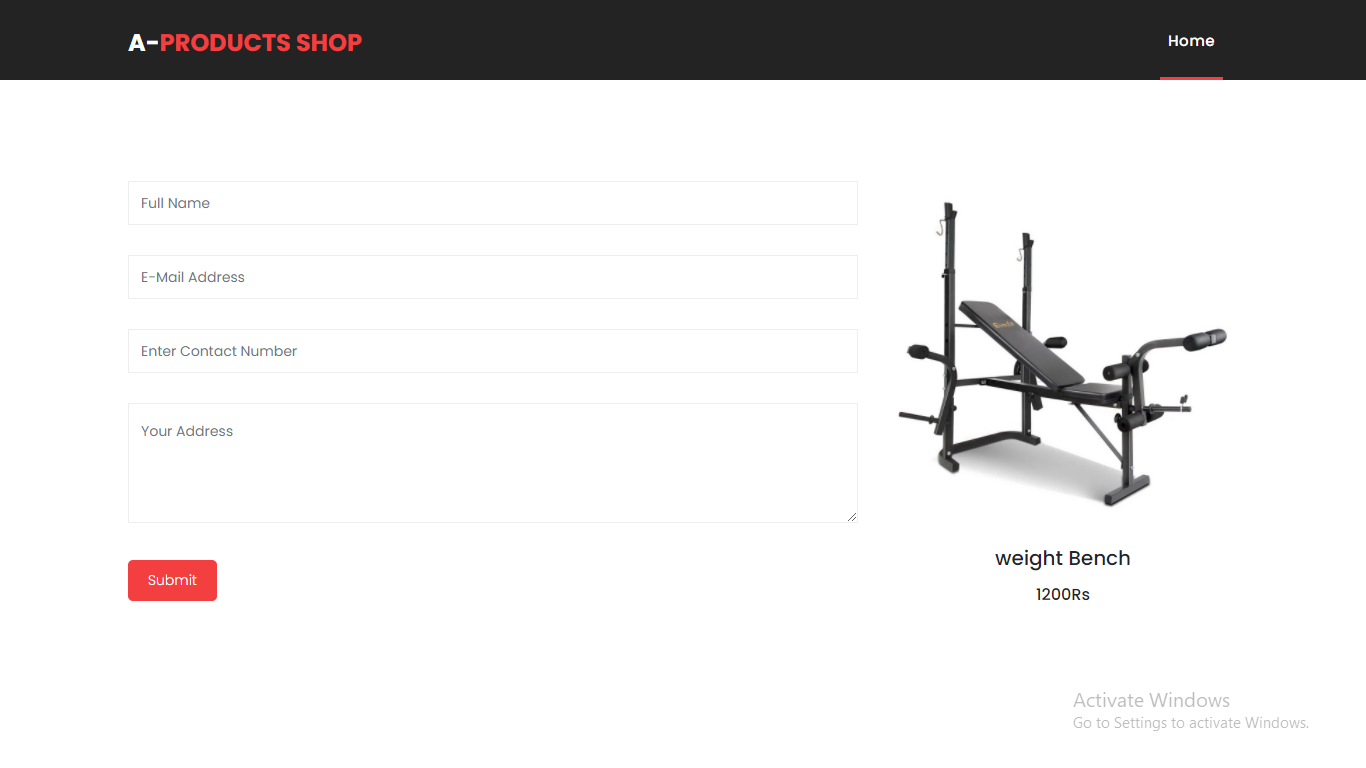 A-PRODUCTS SHOP
Home
Full Name
E-Mail Address
Enter Contact Number
Your Address
Submit
weight Bench
1200Rs
Activate Windows
Go to Settings to activate Windows.